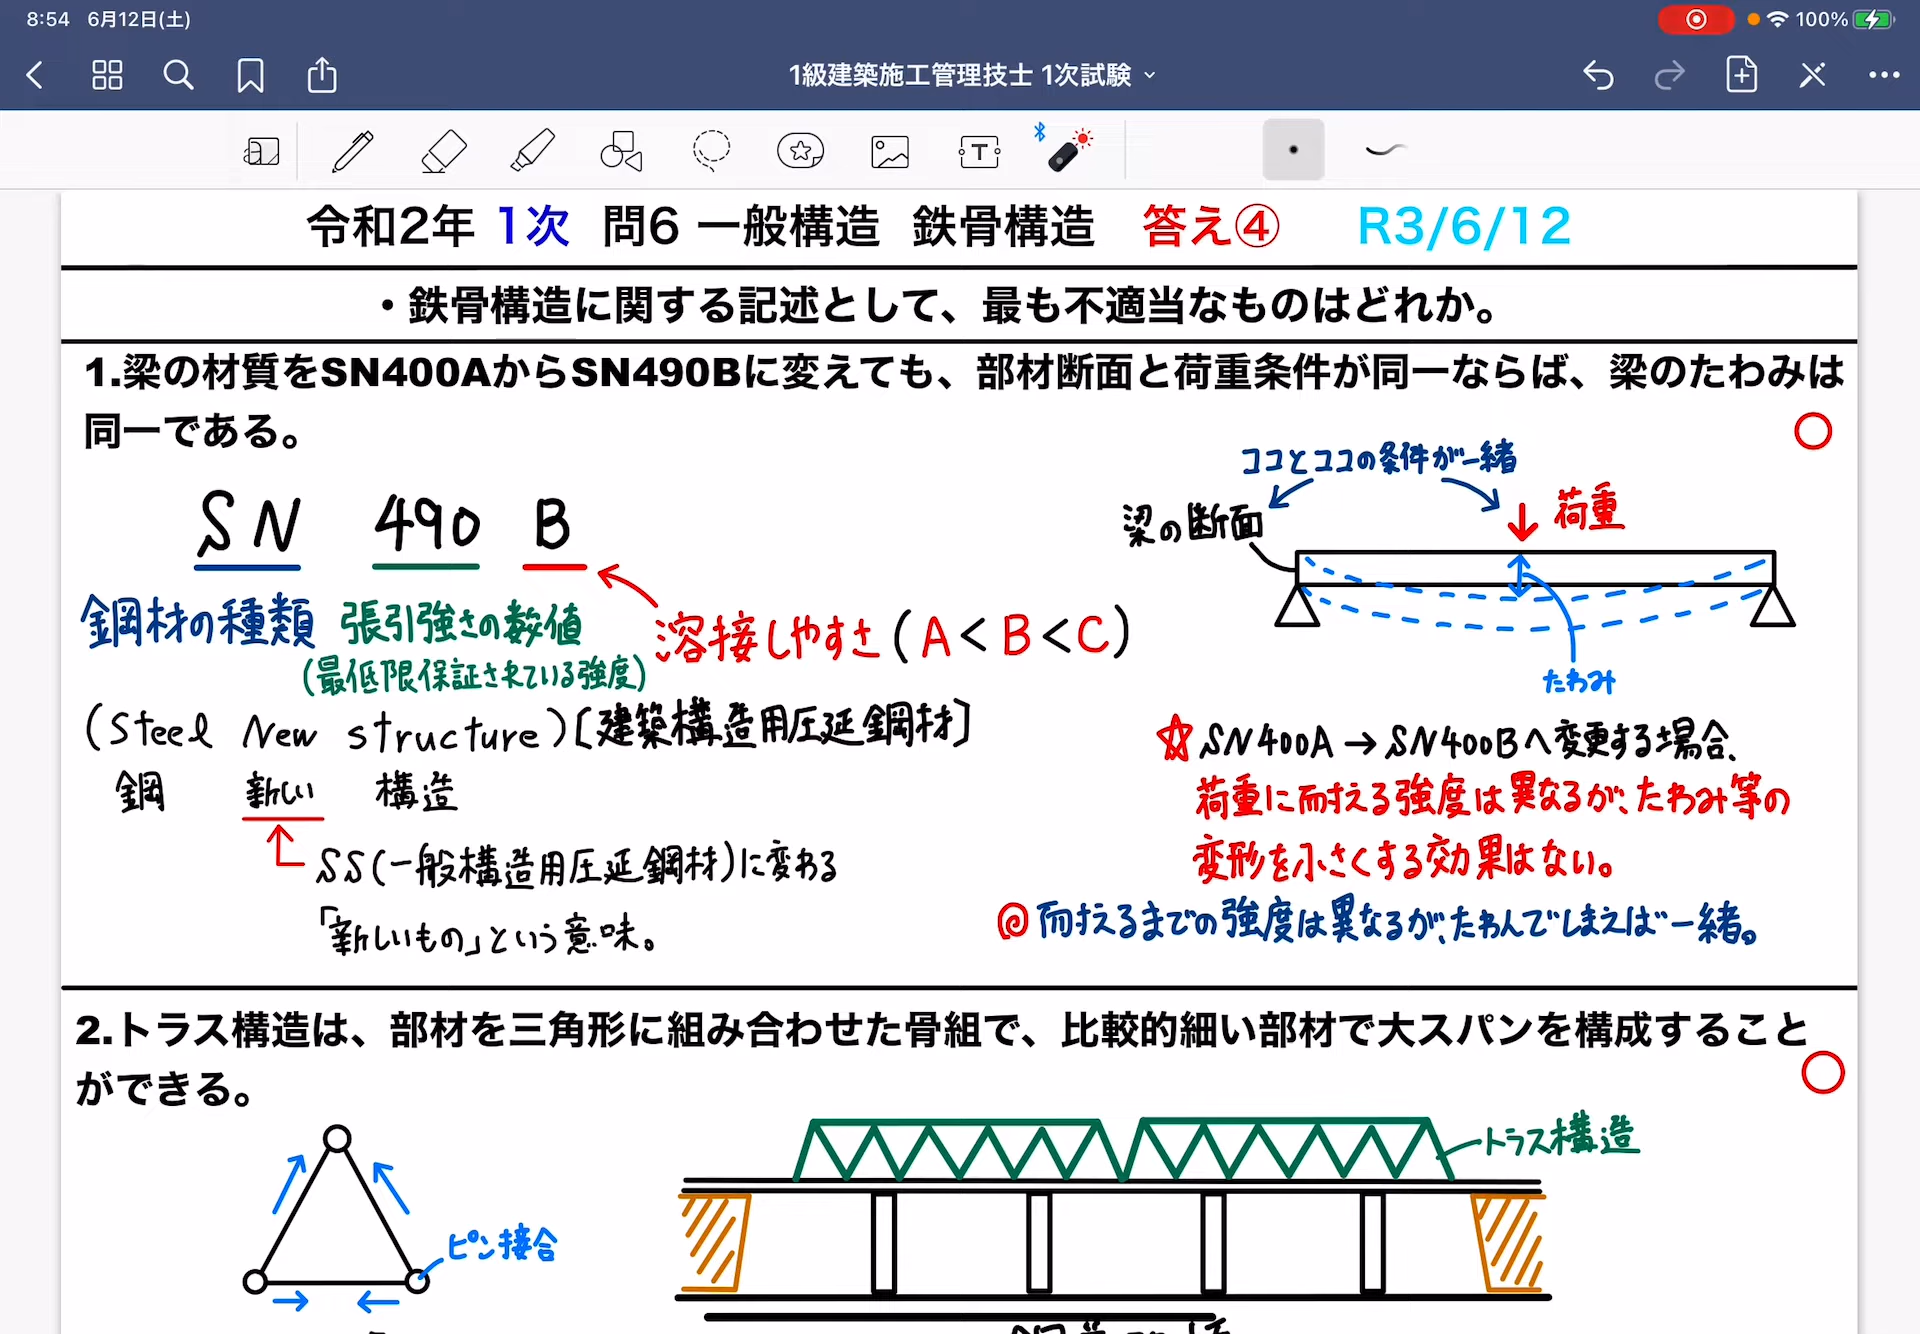 8:54 6月12日(土)
100%
1級建築施工管理技士 1次試験
T
令和2年 1次 問6 一般構造 鉄骨構造 答え④ R3/6/12
・鉄骨構造に関する記述として、最も不適当なものはどれか。
1.梁の材質をSN400AからSN490Bに変えても、部材断面と荷重条件が同一ならば、梁のたわみは
同一である。
ココとココの条件が一緒
梁の断面
荷重
たわみ
SN 490 B
鋼材の種類 張引強さの数値
(最低限保証されている強度)
溶接しやすさ(A<B<C)
(Steel New structure)[建築構造用圧延鋼材]
鋼 新しい 構造
SS(一般構造用圧延鋼材)に変わる
「新しいもの」という意味。
☆SN400A→SN400Bへ変更する場合、
荷重に耐える強度は異なるが、たわみ等の
変形を小さくする効果はない。
◎耐えるまでの強度は異なるが、たわんでしまえば一緒。
2.トラス構造は、部材を三角形に組み合わせた骨組で、比較的細い部材で大スパンを構成すること
ができる。
ピン接合
トラス構造